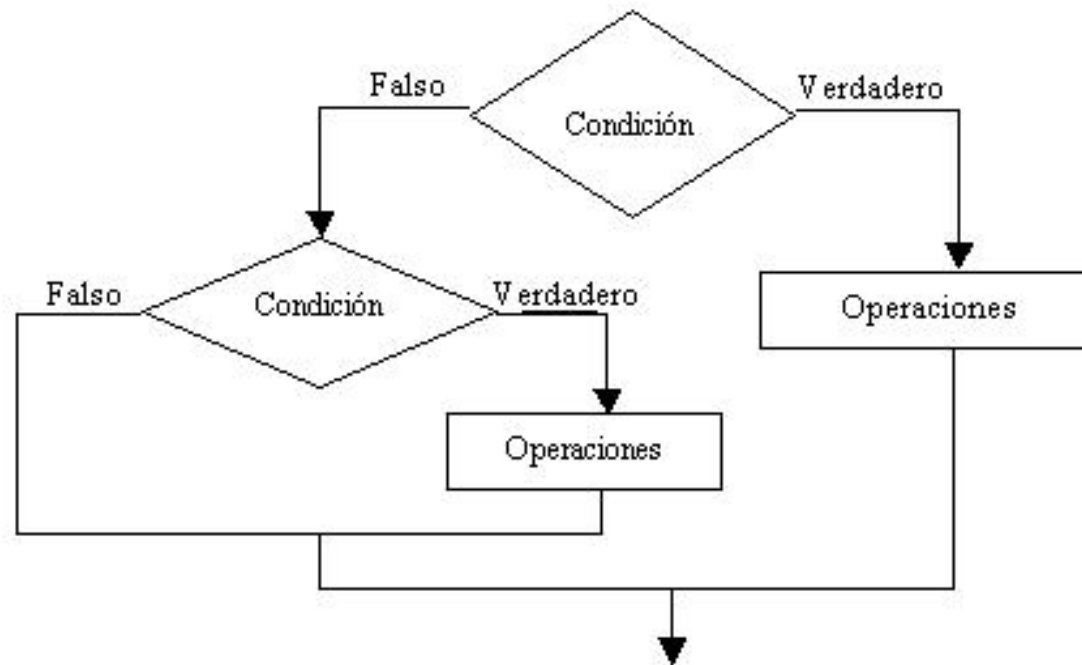 Falso
Verdadero
Condición
Falso
Condición
Verdadero
Operaciones
Operaciones